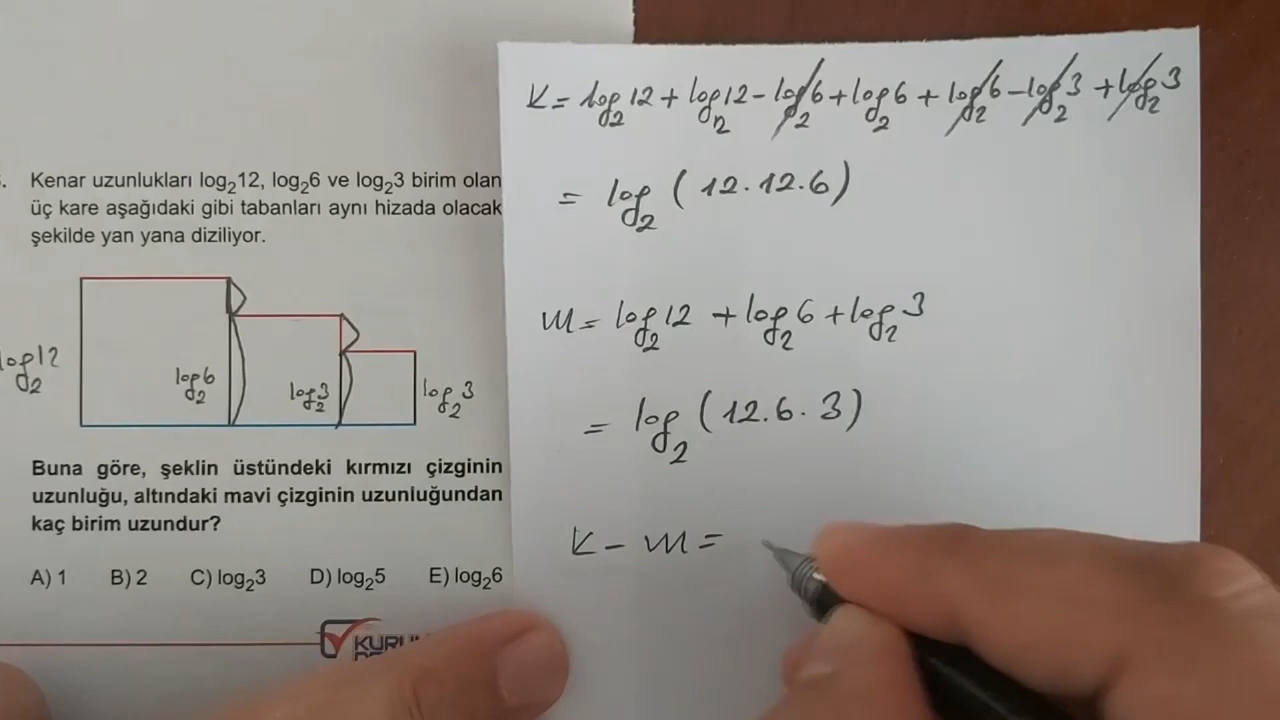 Kenar uzunlukları log₂12, log₂6 ve log₂3 birim olan
üç kare aşağıdaki gibi tabanları aynı hizada olacak
şekilde yan yana diziliyor.
log₂12
log₂6
log₂3
log₂3
Buna göre, şeklin üstündeki kırmızı çizginin
uzunluğu, altındaki mavi çizginin uzunluğundan
kaç birim uzundur?
A) 1 B) 2 C) log₂3 D) log₂5 E) log₂6
K = log₂12 + log₂12 - log₂6 + log₂6 + log₂6 - log₂3 + log₂3
= log₂(12.12.6)
m = log₂12 + log₂6 + log₂3
= log₂(12.6.3)
K - m =